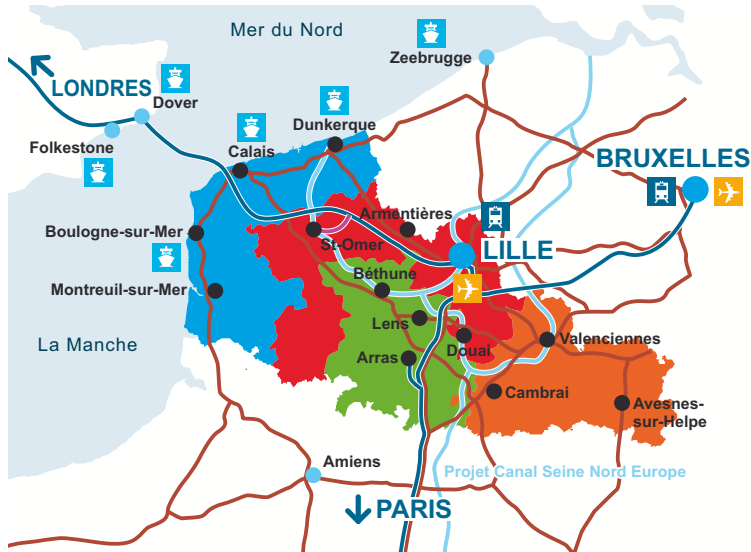 Mer du Nord
Zeebrugge
LONDRES
Dover
Dunkerque
Folkestone
Calais
BRUXELLES
Armentières
Boulogne-sur-Mer
St-Omer
LILLE
Béthune
Montreuil-sur-Mer
Lens
La Manche
Valenciennes
Douai
Arras
Cambrai
Avesnes-
sur-Helpe
Amiens
Projet Canal Seine Nord Europe
PARIS